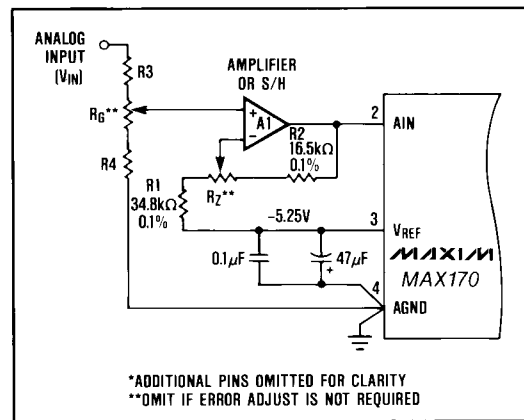 ANALOG
INPUT
(VIN)
R3
RG**
R4
AMPLIFIER
OR S/H
+
A1
−
R2
16.5kΩ
0.1%
2 AIN
R1
34.8kΩ
0.1%
RZ**
−5.25V
3 VREF
0.1μF
47μF
+
MAXIM
MAX170
4 AGND
*ADDITIONAL PINS OMITTED FOR CLARITY
**OMIT IF ERROR ADJUST IS NOT REQUIRED